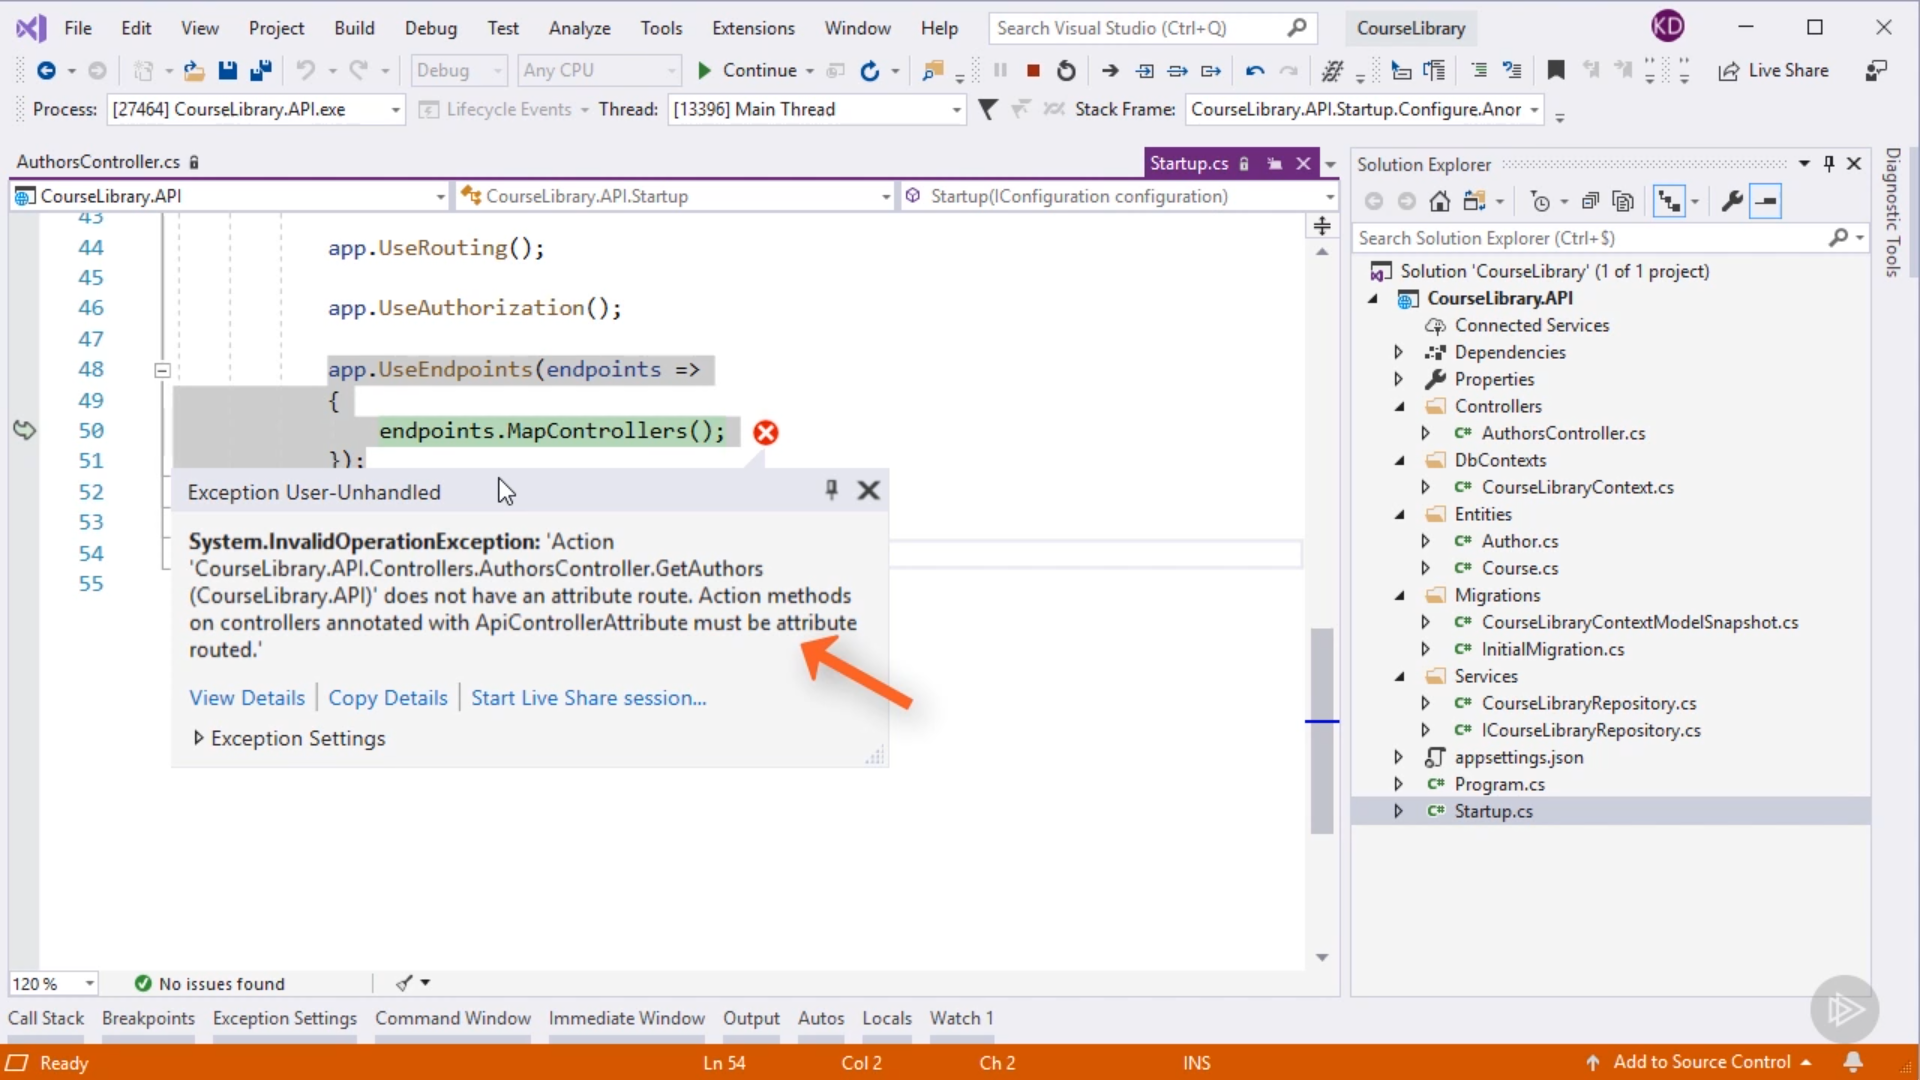 File Edit View Project Build Debug Test Analyze Tools Extensions Window Help Search Visual Studio (Ctrl+Q) CourseLibrary KD
Debug Any CPU Continue Live Share
Process: [27464] CourseLibrary.API.exe Lifecycle Events Thread: [13396] Main Thread Stack Frame: CourseLibrary.API.Startup.Configure.Anor
AuthorsController.cs Startup.cs
CourseLibrary.API CourseLibrary.API.Startup Startup(IConfiguration configuration)
43
44 app.UseRouting();
45
46 app.UseAuthorization();
47
48 app.UseEndpoints(endpoints =>
49 {
50 endpoints.MapControllers();
51 });
52
53
54
55
Exception User-Unhandled
System.InvalidOperationException: 'Action
'CourseLibrary.API.Controllers.AuthorsController.GetAuthors
(CourseLibrary.API)' does not have an attribute route. Action methods
on controllers annotated with ApiControllerAttribute must be attribute
routed.'
View Details Copy Details Start Live Share session...
Exception Settings
120 % No issues found
Call Stack Breakpoints Exception Settings Command Window Immediate Window Output Autos Locals Watch 1
Solution Explorer
Search Solution Explorer (Ctrl+$)
Solution 'CourseLibrary' (1 of 1 project)
CourseLibrary.API
Connected Services
Dependencies
Properties
Controllers
C# AuthorsController.cs
DbContexts
C# CourseLibraryContext.cs
Entities
C# Author.cs
C# Course.cs
Migrations
C# CourseLibraryContextModelSnapshot.cs
C# InitialMigration.cs
Services
C# CourseLibraryRepository.cs
C# ICourseLibraryRepository.cs
appsettings.json
C# Program.cs
C# Startup.cs
Diagnostic Tools
Ready Ln 54 Col 2 Ch 2 INS Add to Source Control